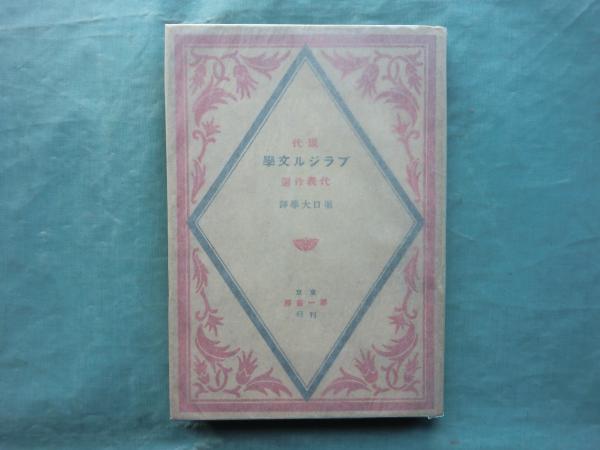 現代
ブラジル文學
代表作選
堀口大學譯
東京
第一書房
刊行